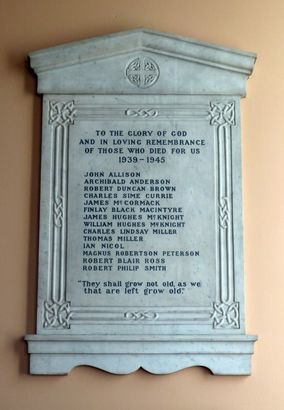 TO THE GLORY OF GOD
AND IN LOVING REMEMBRANCE
OF THOSE WHO DIED FOR US
1939 - 1945
JOHN ALLISON
ARCHIBALD ANDERSON
ROBERT DUNCAN BROWN
CHARLES SIME CURRIE
JAMES McCORMACK
FINLAY BLACK MACINTYRE
JAMES HUGHES McKNIGHT
WILLIAM HUGHES McKNIGHT
CHARLES LINDSAY MILLER
THOMAS MILLER
IAN NICOL
MAGNUS ROBERTSON PETERSON
ROBERT BLAIR ROSS
ROBERT PHILIP SMITH
"They shall grow not old, as we
that are left grow old."